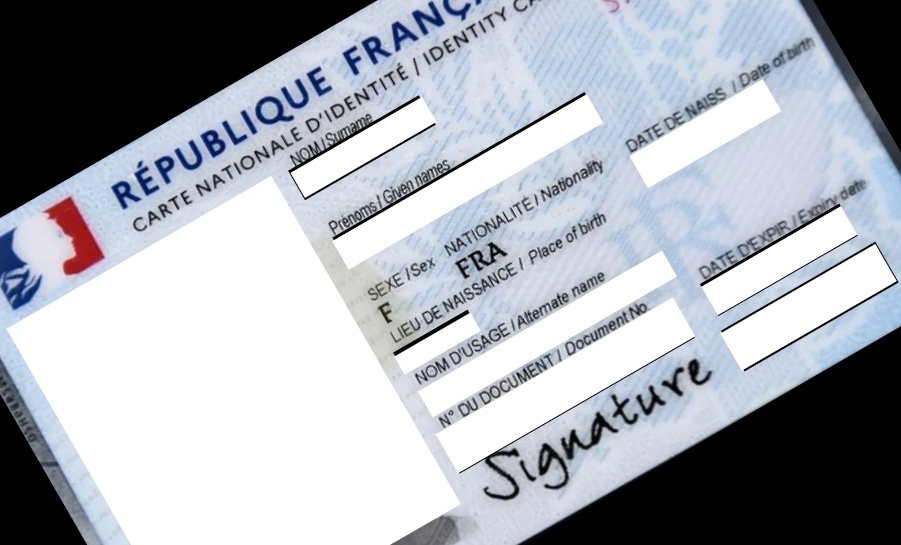 RÉPUBLIQUE FRANÇ
CARTE NATIONALE D'IDENTITÉ / IDENTITY CA
NOM / Surname
Prénoms / Given names
SEXE / Sex NATIONALITÉ / Nationality DATE DE NAISS. / Date of birth
F FRA
LIEU DE NAISSANCE / Place of birth
NOM D'USAGE / Alternate name DATE D'EXPIR / Expiry date
N° DU DOCUMENT / Document No
Signature